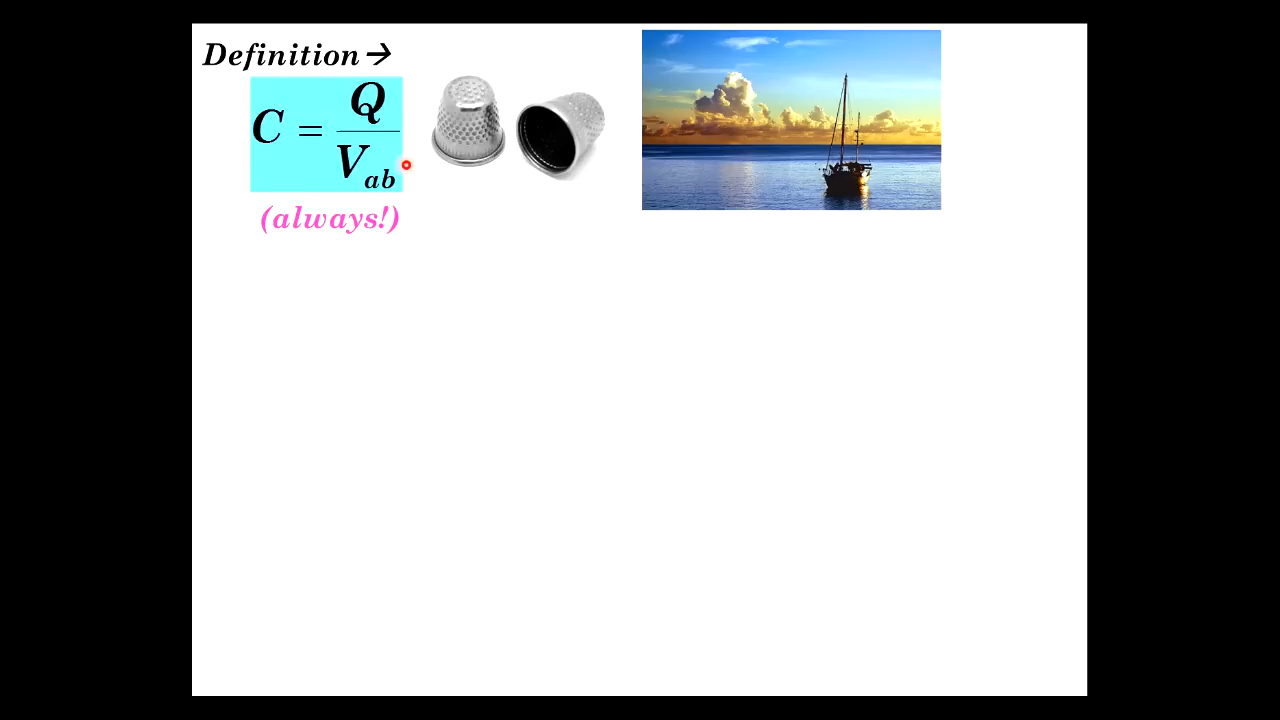 Definition→
C = Q / V_ab
(always!)